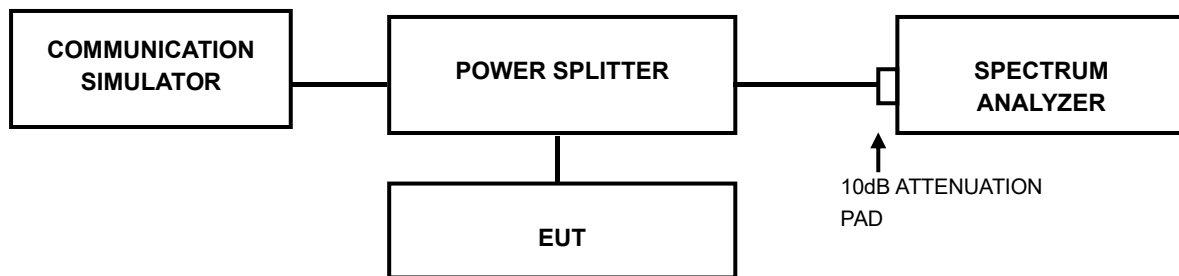 COMMUNICATION
SIMULATOR
POWER SPLITTER
SPECTRUM
ANALYZER
10dB ATTENUATION
PAD
EUT